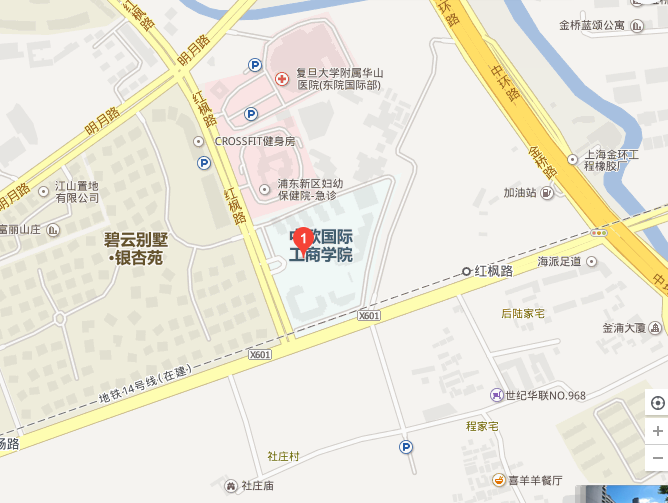 金桥蓝颂公寓
环
路
明月路
P
复旦大学附属华山
医院(东院国际部)
中环路
红枫路
P
明月路
CROSSFIT健身房
金桥路
上海金环工
程橡胶厂
P
江山置地
有限公司
浦东新区妇幼
保健院-急诊
加油站
明月路
红枫路
富丽山庄
碧云别墅
·银杏苑
1
欧国际
工商学院
海派足道
红枫路
中环
后陆家宅
X601
金浦大厦
X601
地铁14号线(在建)
世纪华联NO.968
程家宅
杨路
P
社庄村
社庄庙
喜羊羊餐厅